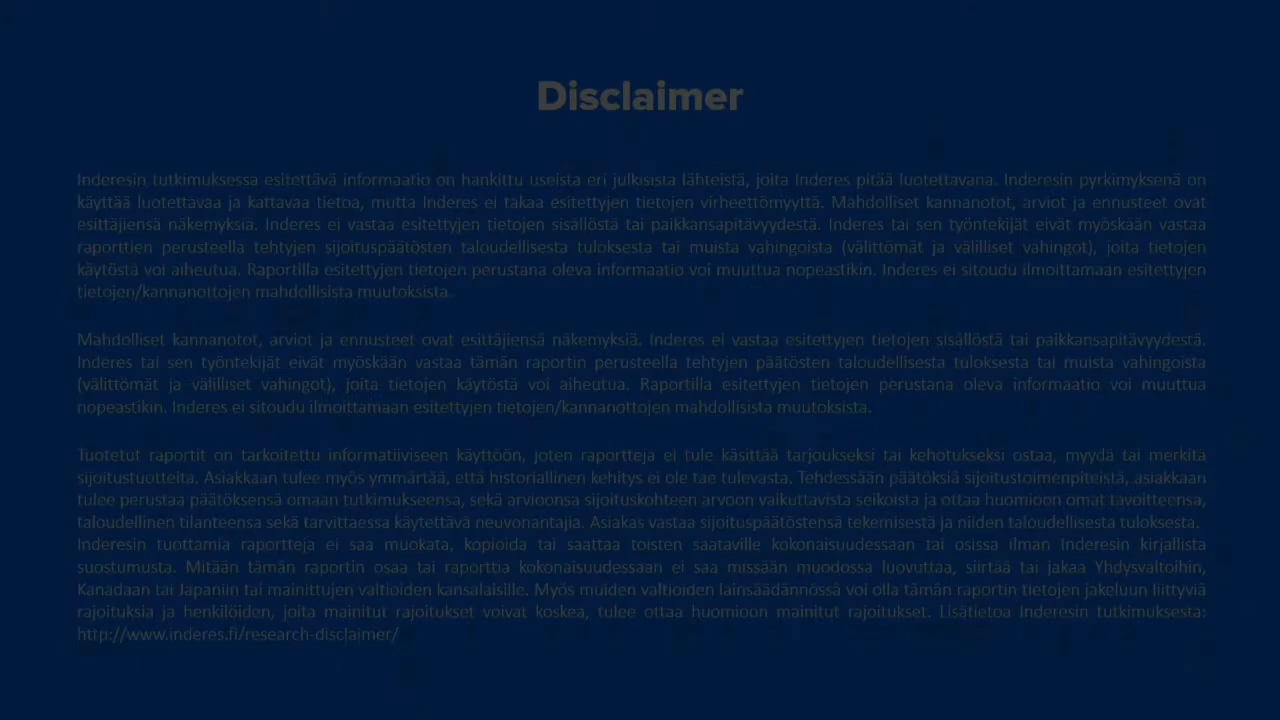 Disclaimer
Inderesin tutkimuksessa esitettävä informaatio on hankittu useista eri julkisista lähteistä, joita Inderes pitää luotettavana. Inderesin pyrkimyksenä on
käyttää luotettavaa ja kattavaa tietoa, mutta Inderes ei takaa esitettyjen tietojen virheettömyyttä. Mahdolliset kannanotot, arviot ja ennusteet ovat
esittäjiensä näkemyksiä. Inderes ei vastaa esitettyjen tietojen sisällöstä tai paikkansapitävyydestä. Inderes tai sen työntekijät eivät myöskään vastaa
raporttien perusteella tehtyjen sijoituspäätösten taloudellisesta tuloksesta tai muista vahingoista (välittömät ja välilliset vahingot), joita tietojen
käytöstä voi aiheutua. Raportilla esitettyjen tietojen perustana oleva informaatio voi muuttua nopeastikin. Inderes ei sitoudu ilmoittamaan esitettyjen
tietojen/kannanottojen mahdollisista muutoksista.
Mahdolliset kannanotot, arviot ja ennusteet ovat esittäjiensä näkemyksiä. Inderes ei vastaa esitettyjen tietojen sisällöstä tai paikkansapitävyydestä.
Inderes tai sen työntekijät eivät myöskään vastaa tämän raportin perusteella tehtyjen päätösten taloudellisesta tuloksesta tai muista vahingoista
(välittömät ja välilliset vahingot), joita tietojen käytöstä voi aiheutua. Raportilla esitettyjen tietojen perustana oleva informaatio voi muuttua
nopeastikin. Inderes ei sitoudu ilmoittamaan esitettyjen tietojen/kannanottojen mahdollisista muutoksista.
Tuotetut raportit on tarkoitettu informatiiviseen käyttöön, joten raportteja ei tule käsittää tarjoukseksi tai kehotukseksi ostaa, myydä tai merkitä
sijoitustuotteita. Asiakkaan tulee myös ymmärtää, että historiallinen kehitys ei ole tae tulevasta. Tehdessään päätöksiä sijoitustoimenpiteistä, asiakkaan
tulee perustaa päätöksensä omaan tutkimukseensa, sekä arvioonsa sijoituskohteen arvoon vaikuttavista seikoista ja ottaa huomioon omat tavoitteensa,
taloudellinen tilanteensa sekä tarvittaessa käytettävä neuvonantajia. Asiakas vastaa sijoituspäätöstensä tekemisestä ja niiden taloudellisesta tuloksesta.
Inderesin tuottamia raportteja ei saa muokata, kopioida tai saattaa toisten saataville kokonaisuudessaan tai osissa ilman Inderesin kirjallista
suostumusta. Mitään tämän raportin osaa tai raporttia kokonaisuudessaan ei saa missään muodossa luovuttaa, siirtää tai jakaa Yhdysvaltoihin,
Kanadaan tai Japaniin tai mainittujen valtioiden kansalaisille. Myös muiden valtioiden lainsäädännössä voi olla tämän raportin tietojen jakeluun liittyviä
rajoituksia ja henkilöiden, joita mainitut rajoitukset voivat koskea, tulee ottaa huomioon mainitut rajoitukset. Lisätietoa Inderesin tutkimuksesta:
http://www.inderes.fi/research-disclaimer/